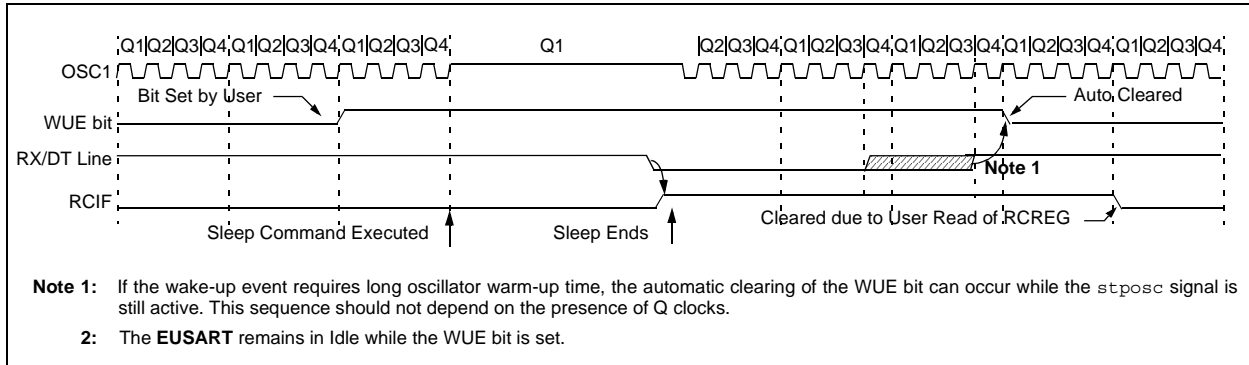 Q1|Q2|Q3|Q4|Q1|Q2|Q3|Q4|Q1|Q2|Q3|Q4 Q1 |Q2|Q3|Q4|Q1|Q2|Q3|Q4|Q1|Q2|Q3|Q4|Q1|Q2|Q3|Q4|Q1|Q2|Q3|Q4
OSC1
Bit Set by User Auto Cleared
WUE bit
RX/DT Line
Note 1
RCIF
Cleared due to User Read of RCREG
Sleep Command Executed Sleep Ends
Note 1: If the wake-up event requires long oscillator warm-up time, the automatic clearing of the WUE bit can occur while the stposc signal is
still active. This sequence should not depend on the presence of Q clocks.
2: The EUSART remains in Idle while the WUE bit is set.